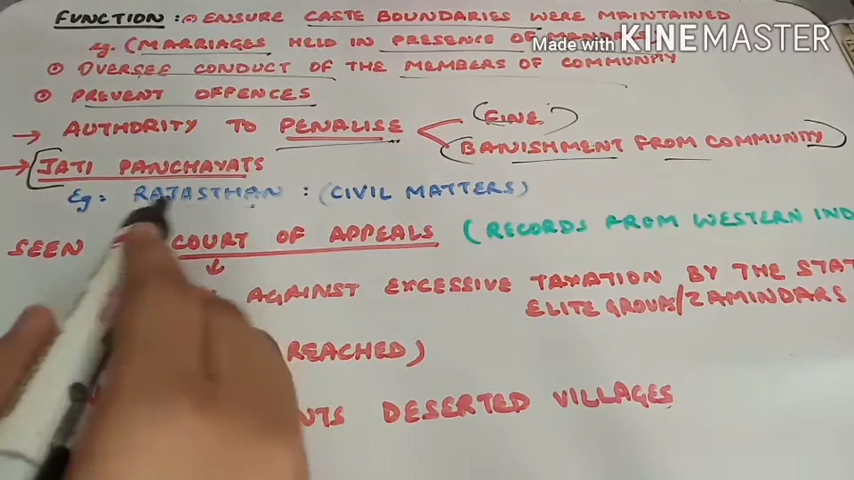 FUNCTION : ENSURE CASTE BOUNDARIES WERE MAINTAINED
eg. (MARRIAGES HELD IN PRESENCE OF
Made with KINEMASTER
OVERSEE CONDUCT OF THE MEMBERS OF COMMUNITY
PREVENT OFFENCES
→ AUTHORITY TO PENALISE
(FINE)
(BANISHMENT FROM COMMUNITY)
→ [JATI PANCHAYATS
Eg: RAJASTHAN : (CIVIL MATTERS)
SEEN COURT OF APPEALS (RECORDS FROM WESTERN IND
AGAINST EXCESSIVE TAXATION BY THE STAT
ELITE GROUPS/ZAMINDARS
REACHED)
NTS DESERTED VILLAGES